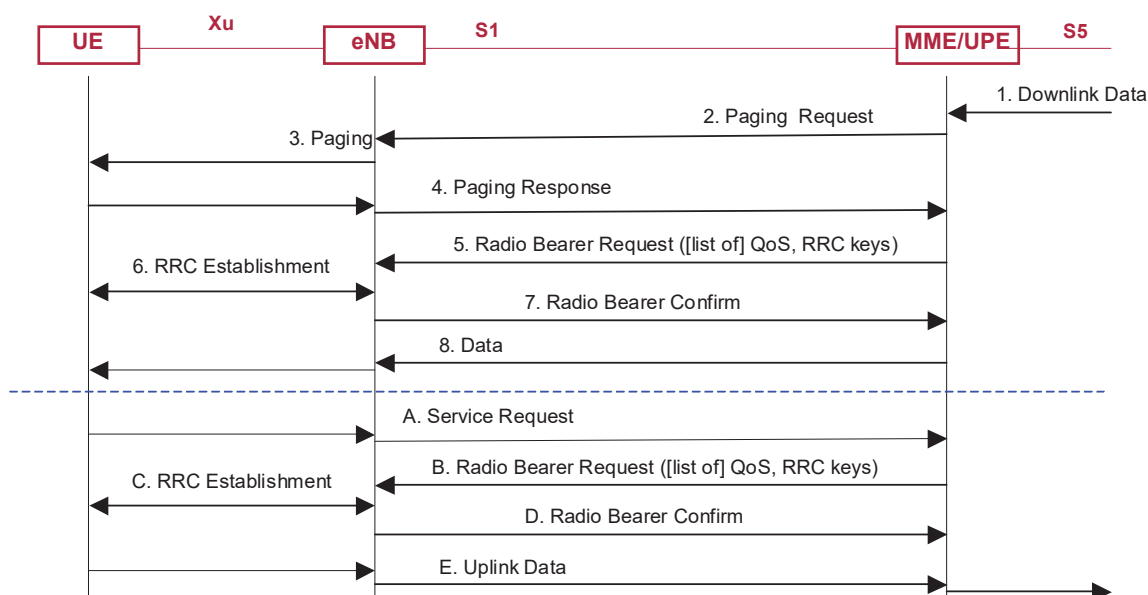 Xu
S1
S5
UE
eNB
MME/UPE
1. Downlink Data
2. Paging Request
3. Paging
4. Paging Response
5. Radio Bearer Request ([list of] QoS, RRC keys)
6. RRC Establishment
7. Radio Bearer Confirm
8. Data
A. Service Request
B. Radio Bearer Request ([list of] QoS, RRC keys)
C. RRC Establishment
D. Radio Bearer Confirm
E. Uplink Data